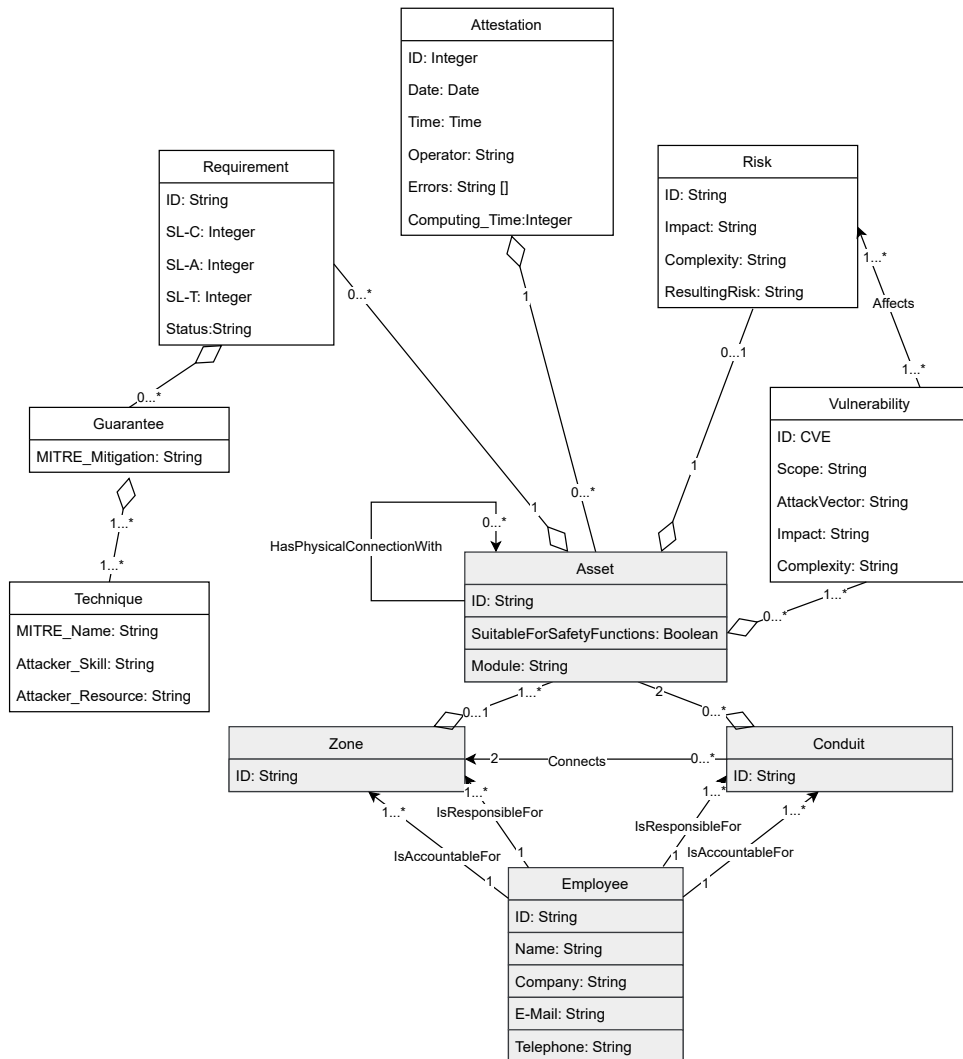 Attestation
ID: Integer
Date: Date
Time: Time
Operator: String
Errors: String []
Computing_Time:Integer
1
0...*
Requirement
ID: String
SL-C: Integer
SL-A: Integer
SL-T: Integer
Status:String
0...*
1
Risk
ID: String
Impact: String
Complexity: String
ResultingRisk: String
0...1
1
1...*
Affects
1...*
0...*
Guarantee
MITRE_Mitigation: String
1...*
1...*
Technique
MITRE_Name: String
Attacker_Skill: String
Attacker_Resource: String
Vulnerability
ID: CVE
Scope: String
AttackVector: String
Impact: String
Complexity: String
1...*
0...*
HasPhysicalConnectionWith
0...*
Asset
ID: String
SuitableForSafetyFunctions: Boolean
Module: String
1...*
0...1
2
0...*
Zone
ID: String
2
Connects
0...*
Conduit
ID: String
1...*
IsAccountableFor
1
1...*
IsResponsibleFor
1
1...*
IsResponsibleFor
1
1...*
IsAccountableFor
1
Employee
ID: String
Name: String
Company: String
E-Mail: String
Telephone: String